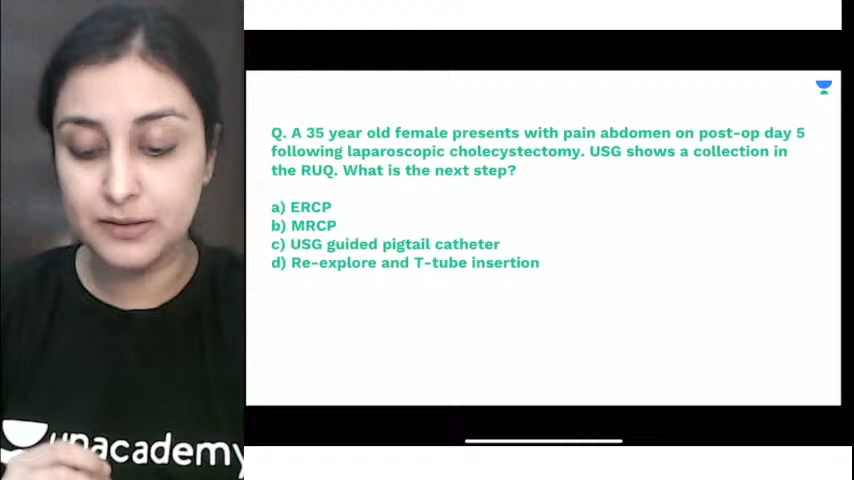 Q. A 35 year old female presents with pain abdomen on post-op day 5
following laparoscopic cholecystectomy. USG shows a collection in
the RUQ. What is the next step?
a) ERCP
b) MRCP
c) USG guided pigtail catheter
d) Re-explore and T-tube insertion
unacademy